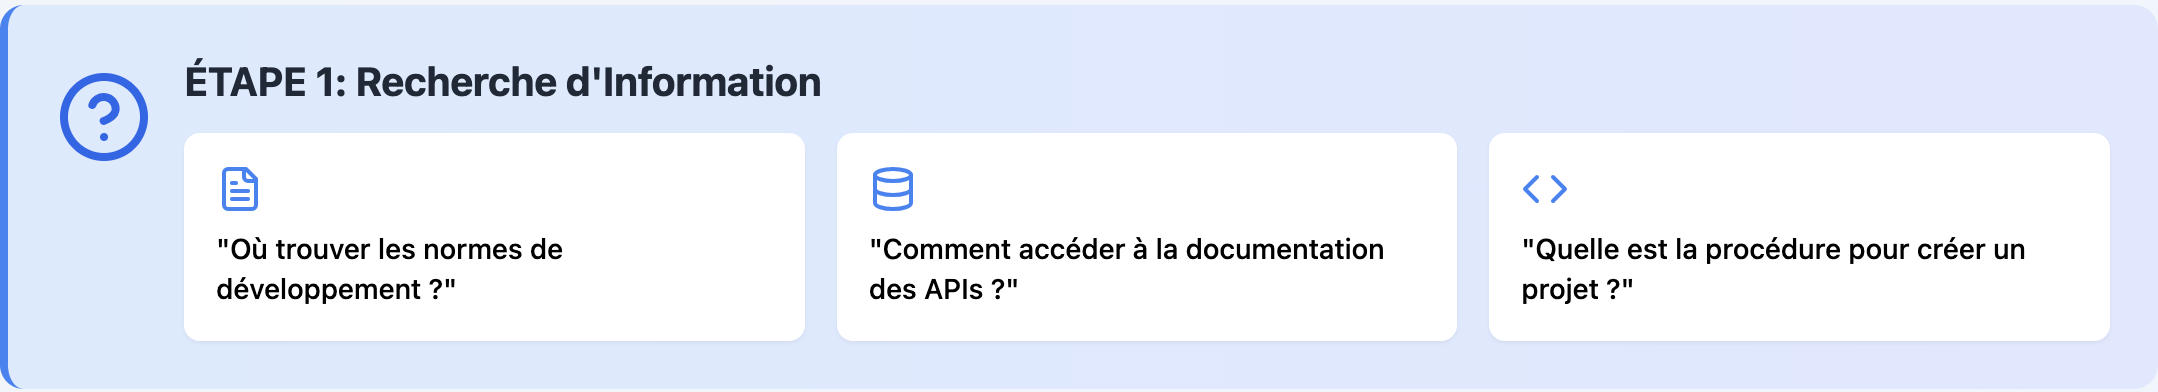 ÉTAPE 1: Recherche d'Information
"Où trouver les normes de
développement ?"
"Comment accéder à la documentation
des APIs ?"
"Quelle est la procédure pour créer un
projet ?"